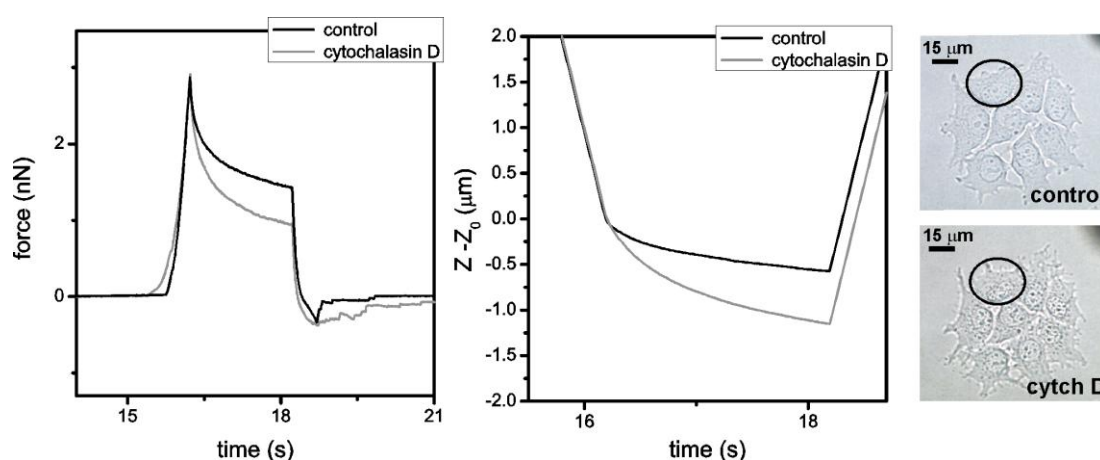 control
cytochalasin D
force (nN)
2
0
15
18
21
time (s)
control
cytochalasin D
Z -Z0 (μm)
2.0
1.5
1.0
0.5
0.0
-0.5
-1.0
-1.5
-2.0
16
18
time (s)
15 μm
contro
15 μm
cytch D